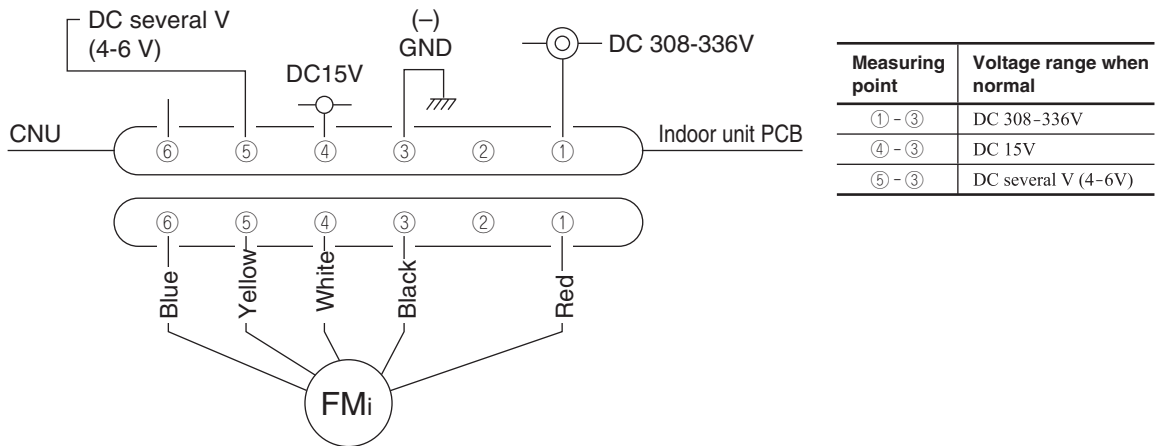 DC several V
(4-6 V)
DC15V
(–)
GND
DC 308-336V
CNU
⑥ ⑤ ④ ③ ② ①
Indoor unit PCB
⑥ ⑤ ④ ③ ② ①
Blue
Yellow
White
Black
Red
FMi
Measuring point	Voltage range when normal
①-③	DC 308-336V
④-③	DC 15V
⑤-③	DC several V (4-6V)